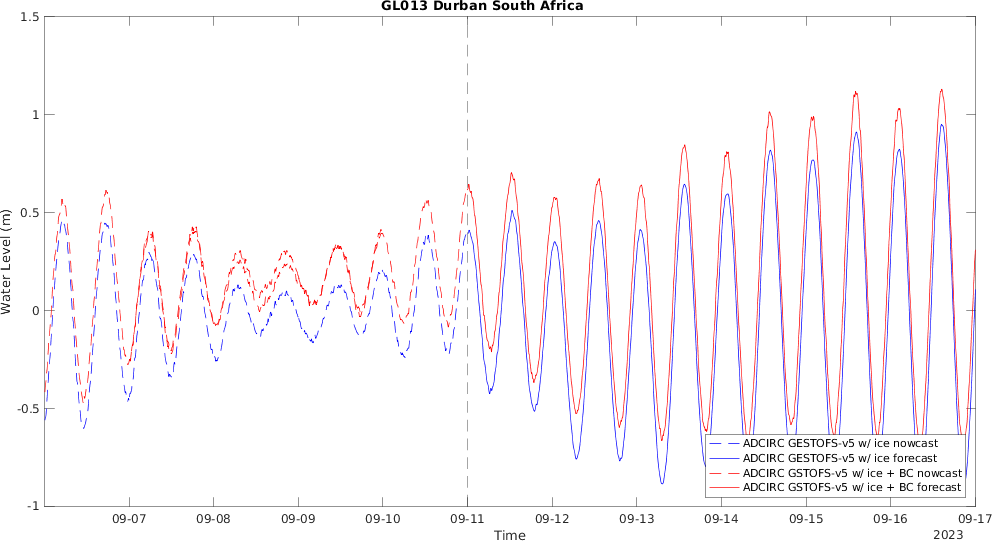 GL013 Durban South Africa
1.5
1
0.5
0
-0.5
-1
Water Level (m)
ADCIRC GESTOFS-v5 w/ ice nowcast
ADCIRC GESTOFS-v5 w/ ice forecast
ADCIRC GSTOFS-v5 w/ ice + BC nowcast
ADCIRC GSTOFS-v5 w/ ice + BC forecast
09-07 09-08 09-09 09-10 09-11 09-12 09-13 09-14 09-15 09-16 09-17
Time
2023